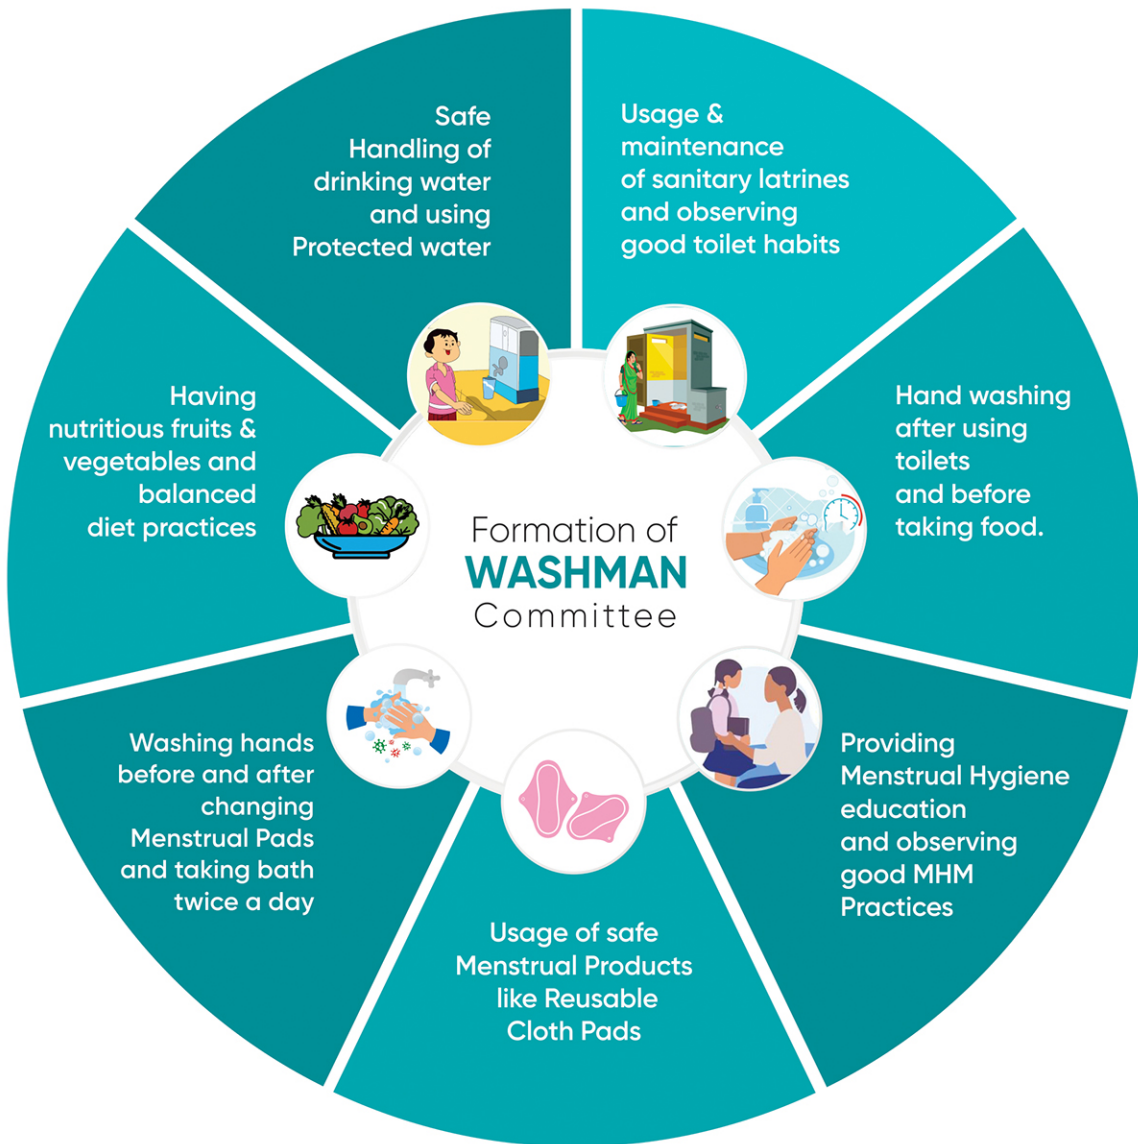 Formation of
WASHMAN
Committee
Usage &
maintenance
of sanitary latrines
and observing
good toilet habits
Hand washing
after using
toilets
and before
taking food.
Providing
Menstrual Hygiene
education
and observing
good MHM
Practices
Usage of safe
Menstrual Products
like Reusable
Cloth Pads
Washing hands
before and after
changing
Menstrual Pads
and taking bath
twice a day
Having
nutritious fruits &
vegetables and
balanced
diet practices
Safe
Handling of
drinking water
and using
Protected water